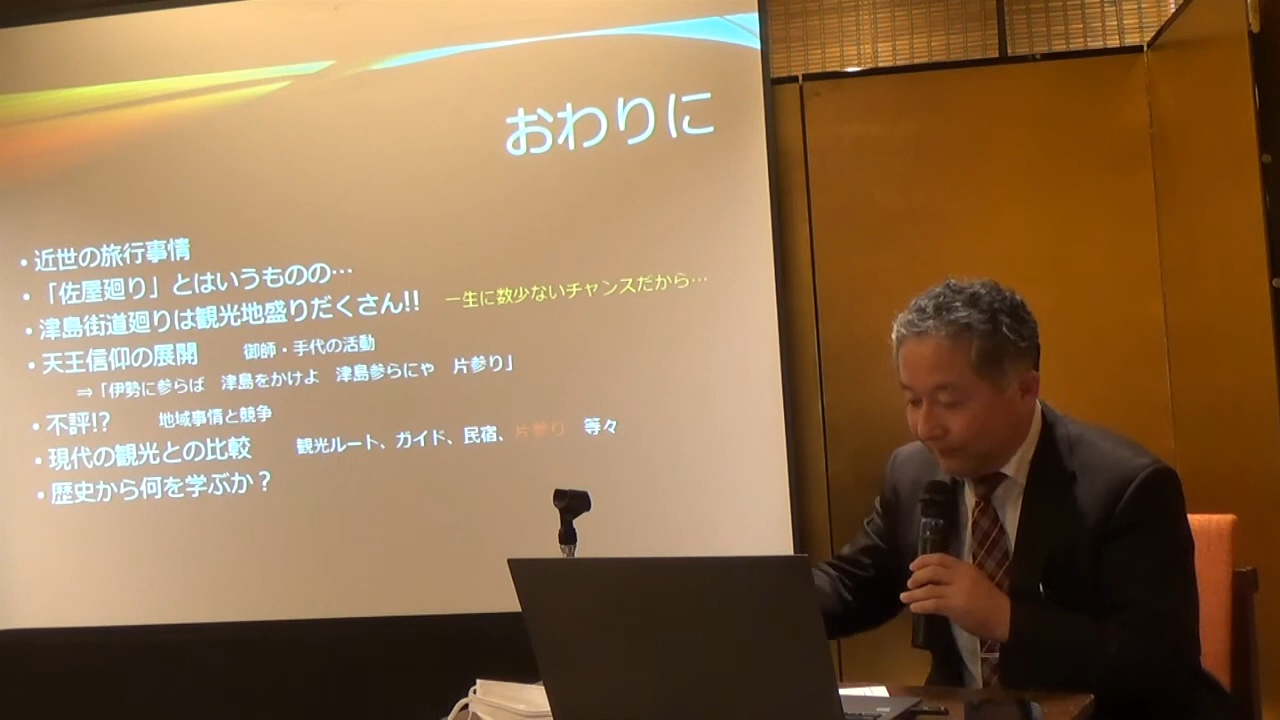 おわりに
・近世の旅行事情
・「佐屋廻り」とはいうものの…
・津島街道廻りは観光地盛りだくさん!! 一生に数少ないチャンスだから…
・天王信仰の展開 御師・手代の活動
⇒「伊勢に参らば 津島をかけよ 津島参らにや 片参り」
・不評!? 地域事情と競争
・現代の観光との比較 観光ルート、ガイド、民宿、片参り 等々
・歴史から何を学ぶか？